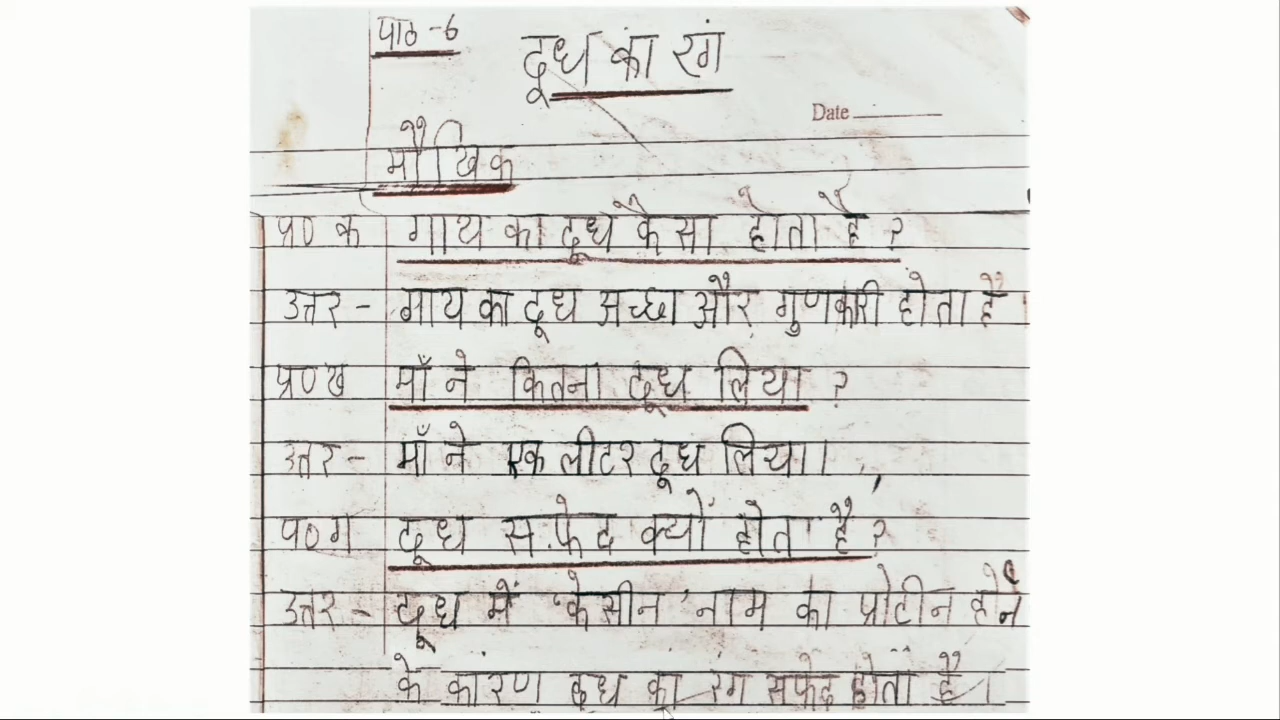 पाठ -6
दूध का रंग
Date
मौखिक
प्र० क गाय का दूध कैसा होता है ?
उत्तर - गाय का दूध अच्छा और गुणकारी होता है
प्र० ख माँ ने कितना दूध लिया ?
उत्तर - माँ ने एक लीटर दूध लिया।
प्र० ग दूध सफ़ेद क्यों होता है ?
उत्तर - दूध में 'केसीन' नाम का प्रोटीन होने
के कारण दूध का रंग सफेद होता है।